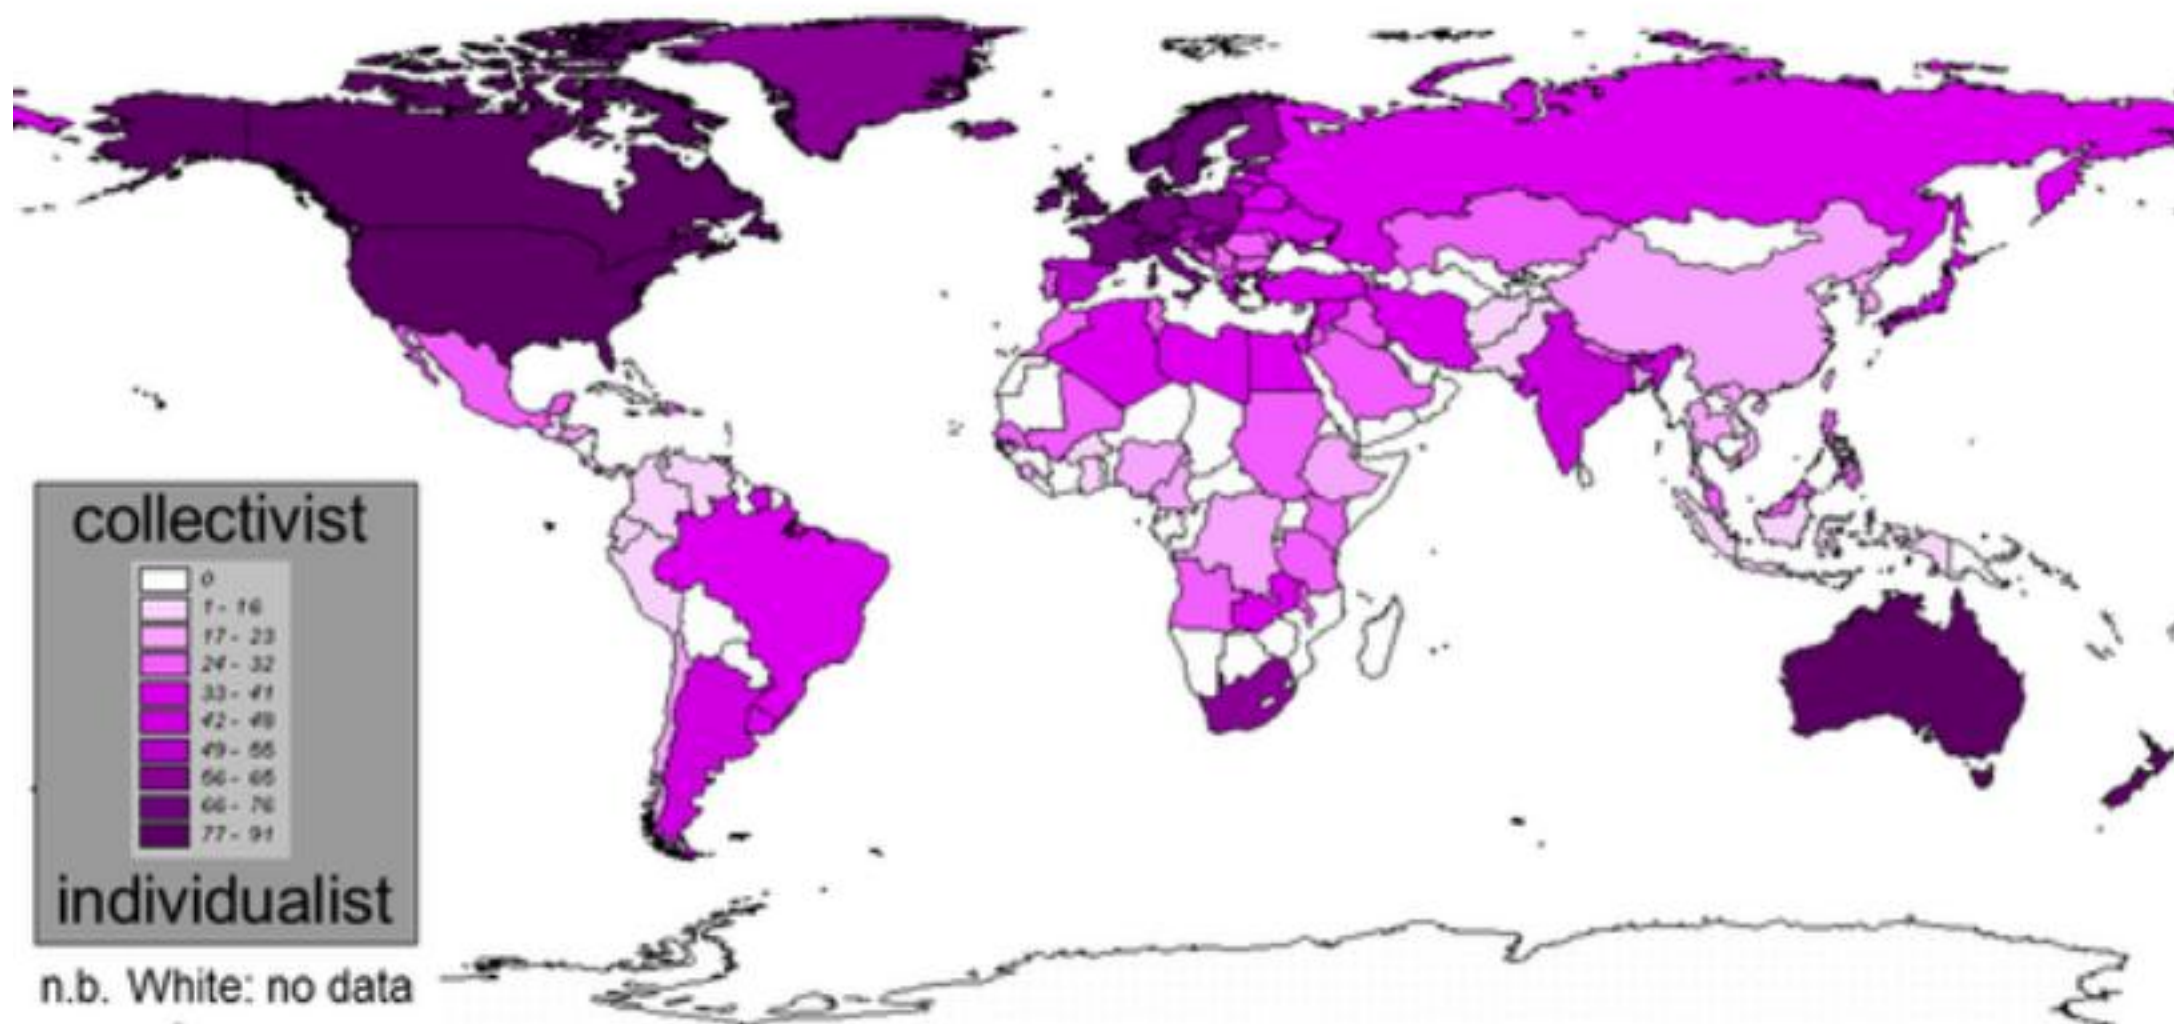 collectivist
0
1 - 16
17 - 23
24 - 32
33 - 41
42 - 48
49 - 55
56 - 65
66 - 76
77 - 91
individualist
n.b. White: no data